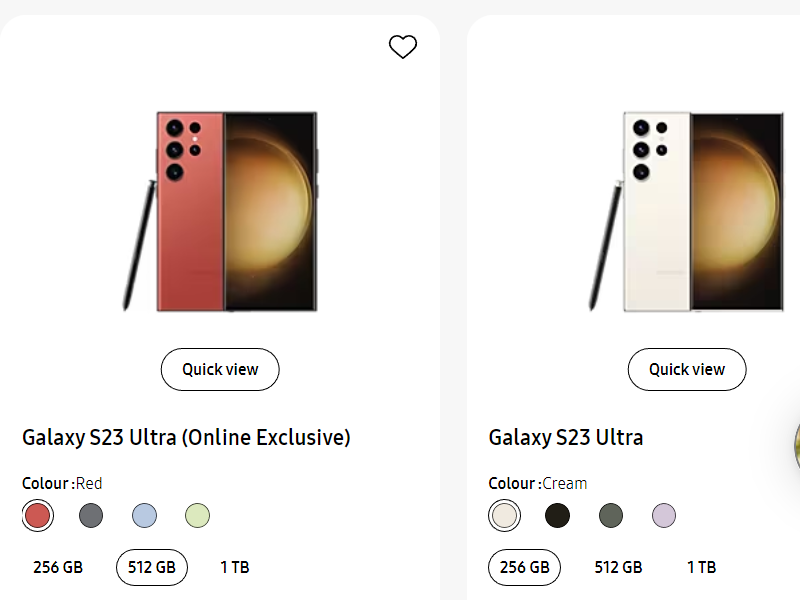 Quick view
Galaxy S23 Ultra (Online Exclusive)
Colour :Red
256 GB 512 GB 1 TB
Quick view
Galaxy S23 Ultra
Colour :Cream
256 GB 512 GB 1 TB